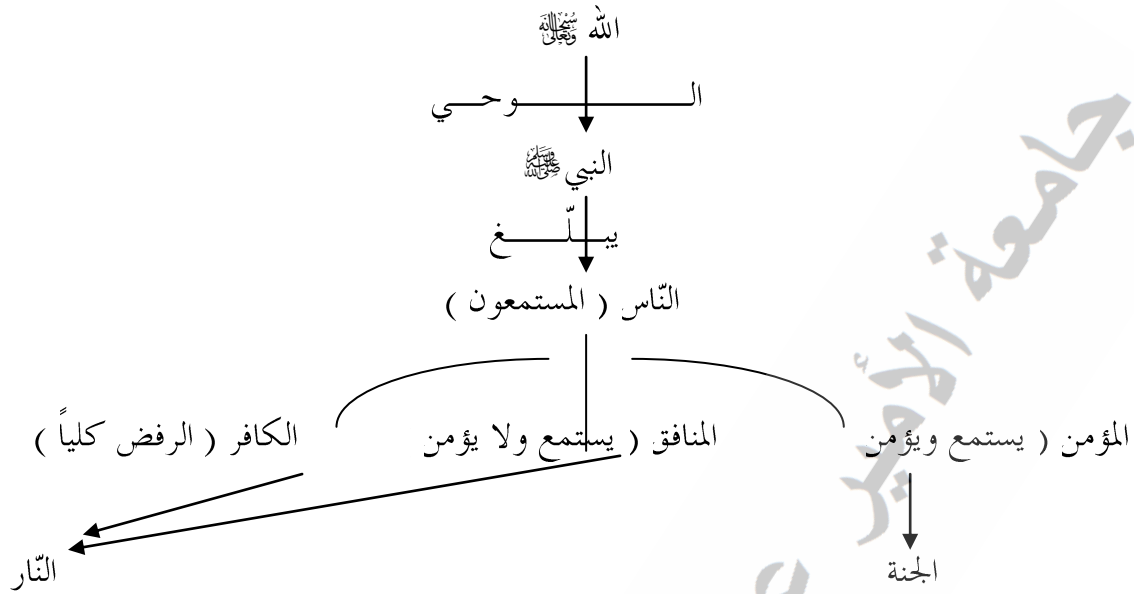 الله سبحانه وتعالى
الوحي
النبي ﷺ
يبلّغ
النّاس ( المستمعون )
المؤمن ( يستمع ويؤمن المنافق ( يستمع ولا يؤمن الكافر ( الرفض كلياً )
الجنة النّار
جامعة الأمير